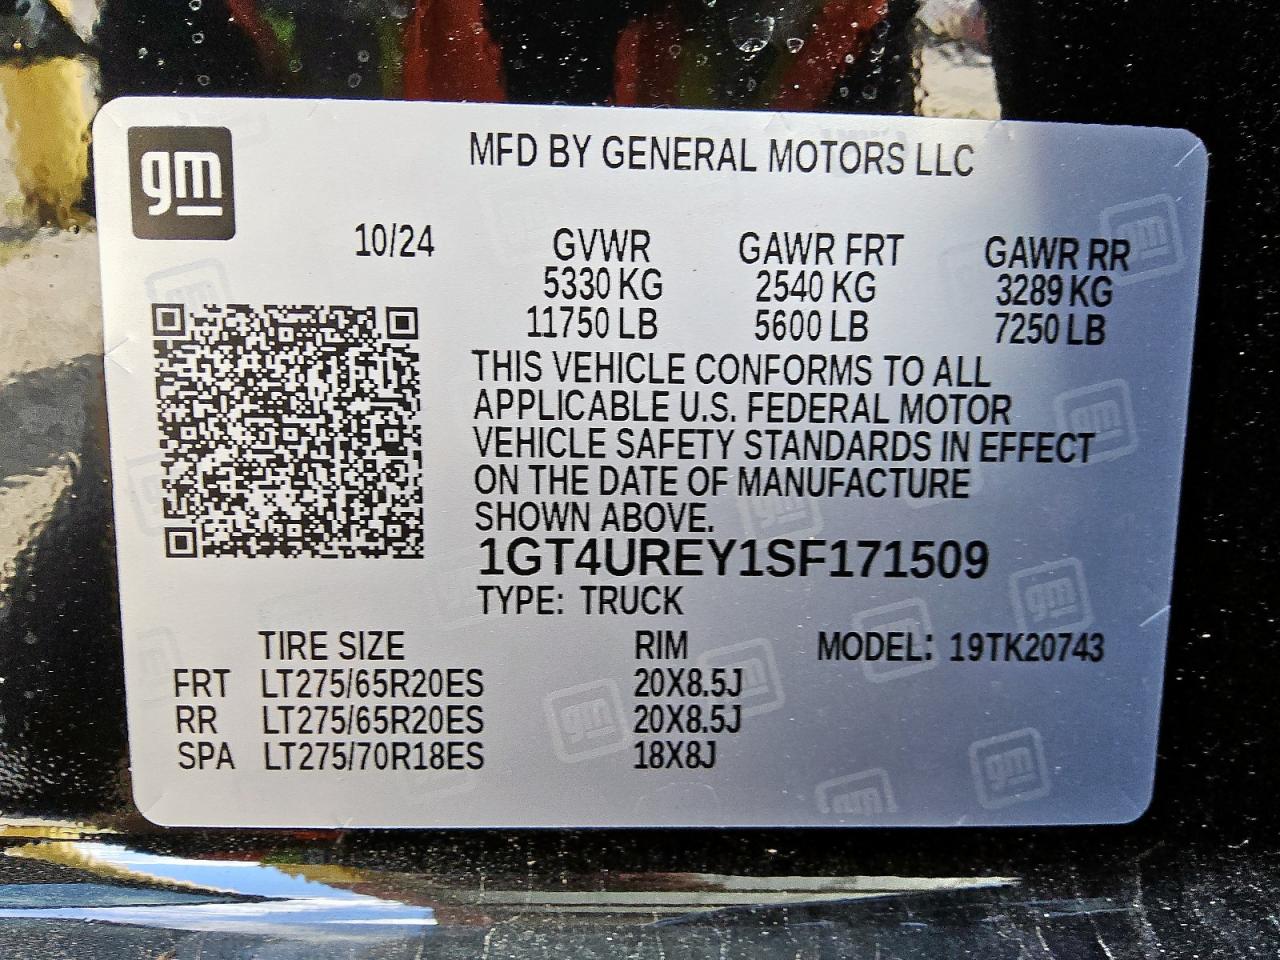 gm
MFD BY GENERAL MOTORS LLC
10/24 GVWR GAWR FRT GAWR RR
5330 KG 2540 KG 3289 KG
11750 LB 5600 LB 7250 LB
THIS VEHICLE CONFORMS TO ALL
APPLICABLE U.S. FEDERAL MOTOR
VEHICLE SAFETY STANDARDS IN EFFECT
ON THE DATE OF MANUFACTURE
SHOWN ABOVE.
1GT4UREY1SF171509
TYPE: TRUCK
TIRE SIZE RIM MODEL: 19TK20743
FRT LT275/65R20ES 20X8.5J
RR LT275/65R20ES 20X8.5J
SPA LT275/70R18ES 18X8J